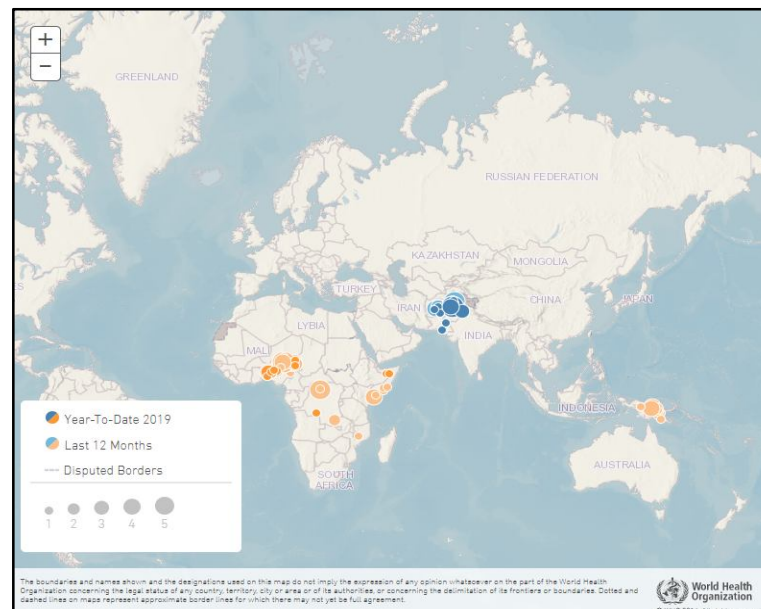 +
−
GREENLAND
RUSSIAN FEDERATION
KAZAKHSTAN
MONGOLIA
TURKEY
CHINA
JAPAN
IRAN
LYBIA
INDIA
MALI
INDONESIA
AUSTRALIA
SOUTH
AFRICA
Year-To-Date 2019
Last 12 Months
Disputed Borders
1 2 3 4 5
The boundaries and names shown and the designations used on this map do not imply the expression of any opinion whatsoever on the part of the World Health
Organization concerning the legal status of any country, territory, city or area or of its authorities, or concerning the delimitation of its frontiers or boundaries. Dotted and
dashed lines on maps represent approximate border lines for which there may not yet be full agreement.
World Health
Organization